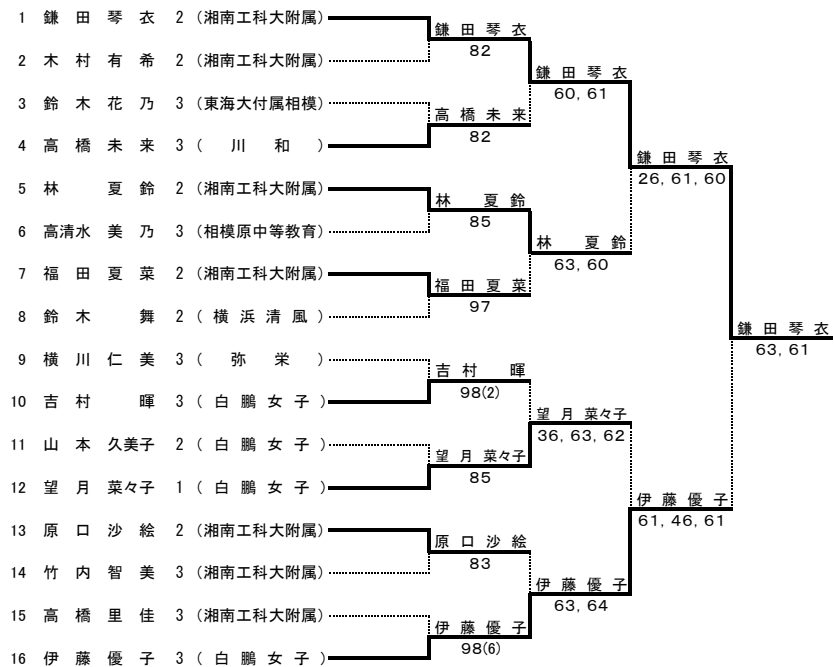 1 鎌田琴衣 2 (湘南工科大附属)
2 木村有希 2 (湘南工科大附属)
3 鈴木花乃 3 (東海大付属相模)
4 高橋未来 3 (川和)
5 林夏鈴 2 (湘南工科大附属)
6 高清水美乃 3 (相模原中等教育)
7 福田夏菜 2 (湘南工科大附属)
8 鈴木舞 2 (横浜清風)
9 横川仁美 3 (弥栄)
10 吉村暉 3 (白鵬女子)
11 山本久美子 2 (白鵬女子)
12 望月菜々子 1 (白鵬女子)
13 原口沙絵 2 (湘南工科大附属)
14 竹内智美 3 (湘南工科大附属)
15 高橋里佳 3 (湘南工科大附属)
16 伊藤優子 3 (白鵬女子)
鎌田琴衣
82
高橋未来
82
林夏鈴
85
福田夏菜
97
吉村暉
98(2)
望月菜々子
85
原口沙絵
83
伊藤優子
98(6)
鎌田琴衣
60, 61
林夏鈴
63, 60
望月菜々子
36, 63, 62
伊藤優子
63, 64
鎌田琴衣
26, 61, 60
伊藤優子
61, 46, 61
鎌田琴衣
63, 61